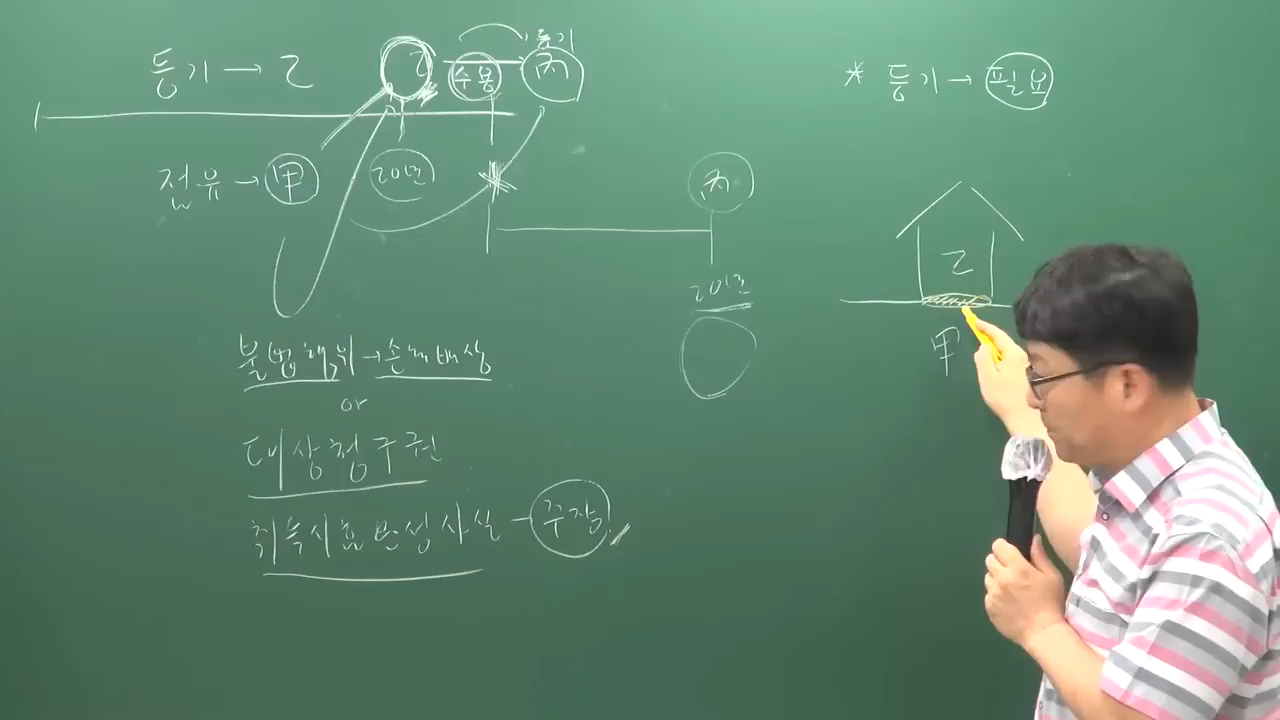 등기 → 乙
乙
수용
등기
丙
점유 → 甲
20년
丙
20년
불법행위 → 손해배상
or
대상청구권
취득시효완성사실 - 주장
* 등기 → 필요
乙
甲